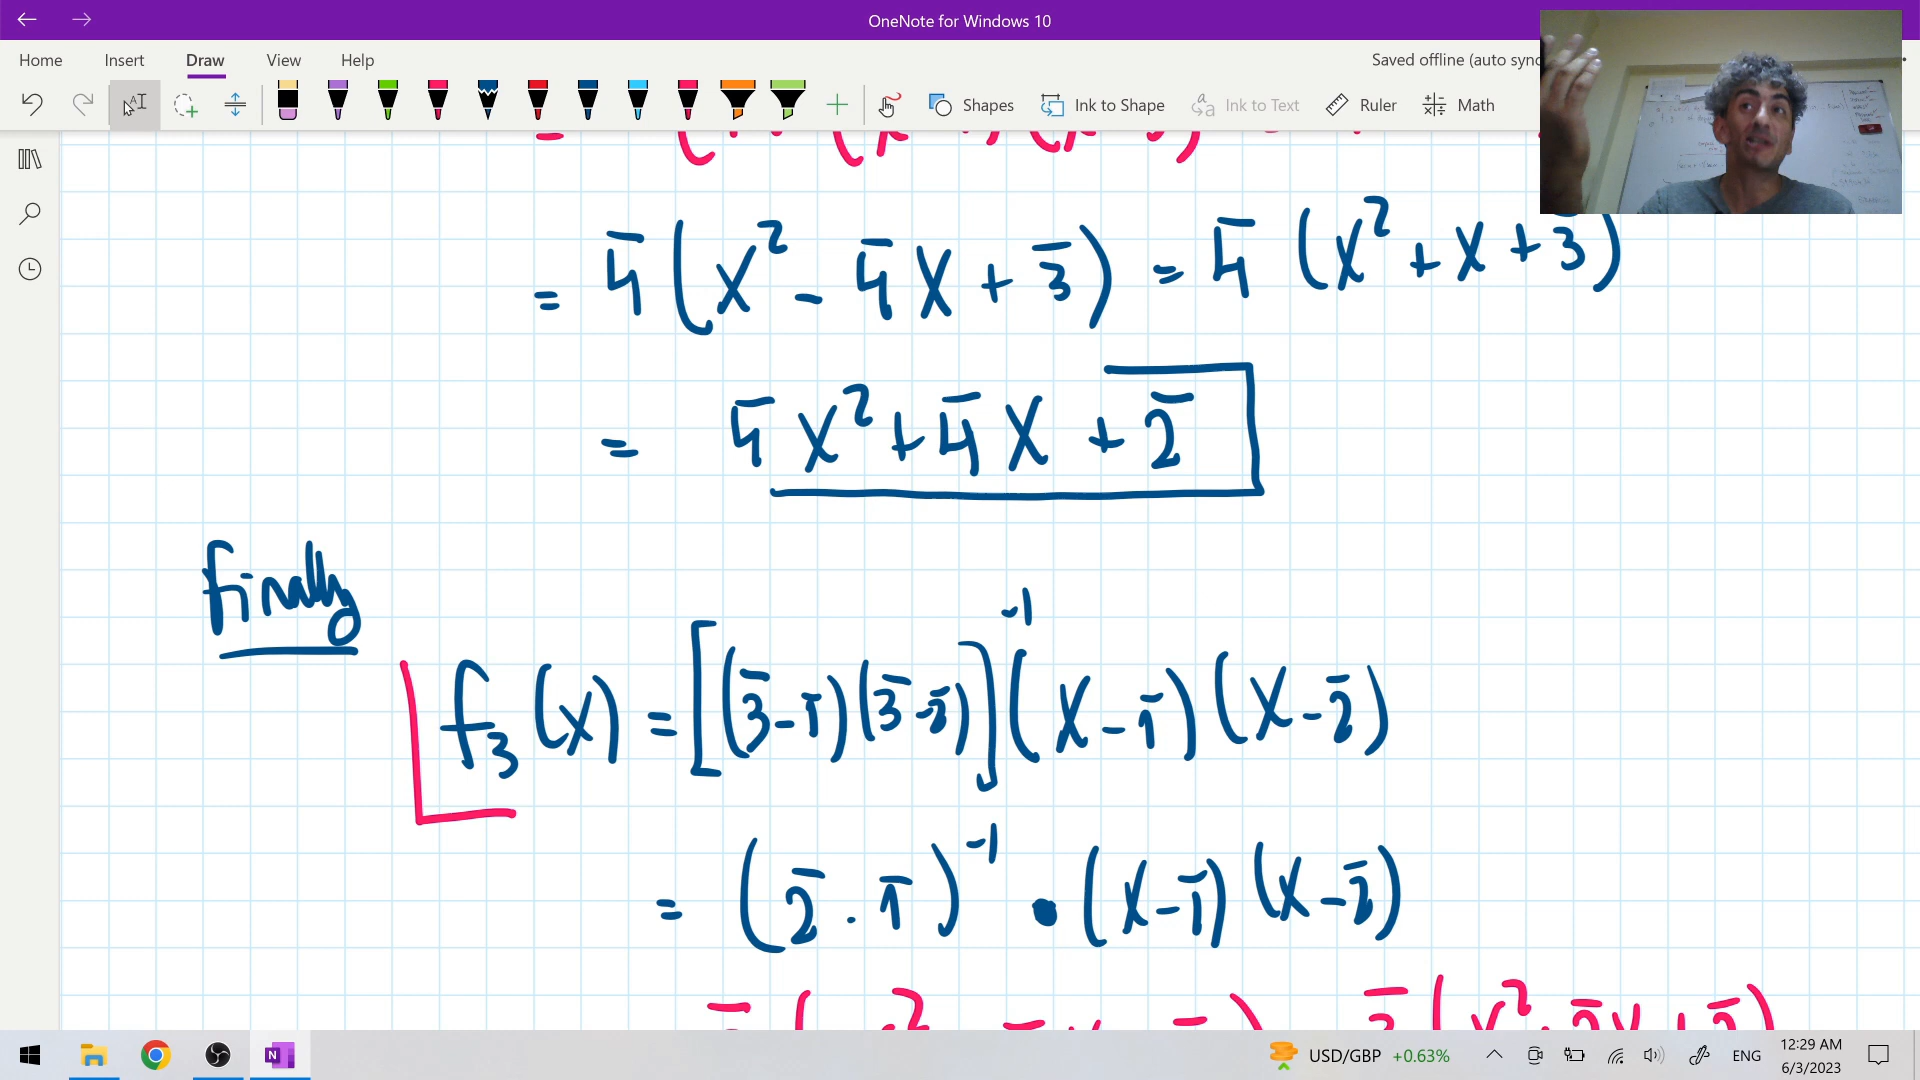 OneNote for Windows 10
Home Insert Draw View Help Saved offline (auto sync
Shapes Ink to Shape Ink to Text Ruler Math
= 4̄(x² - 4̄x + 3̄) = 4̄ (x² + x + 3)
= 4̄x² + 4̄x + 2̄
Finally
f₃(x) = [(3̄-1̄)(3̄-2̄)]⁻¹(x-1̄)(x-2̄)
= (2̄ . 1̄)⁻¹ • (x-1̄)(x-2̄)
USD/GBP +0.63% ENG 12:29 AM
6/3/2023